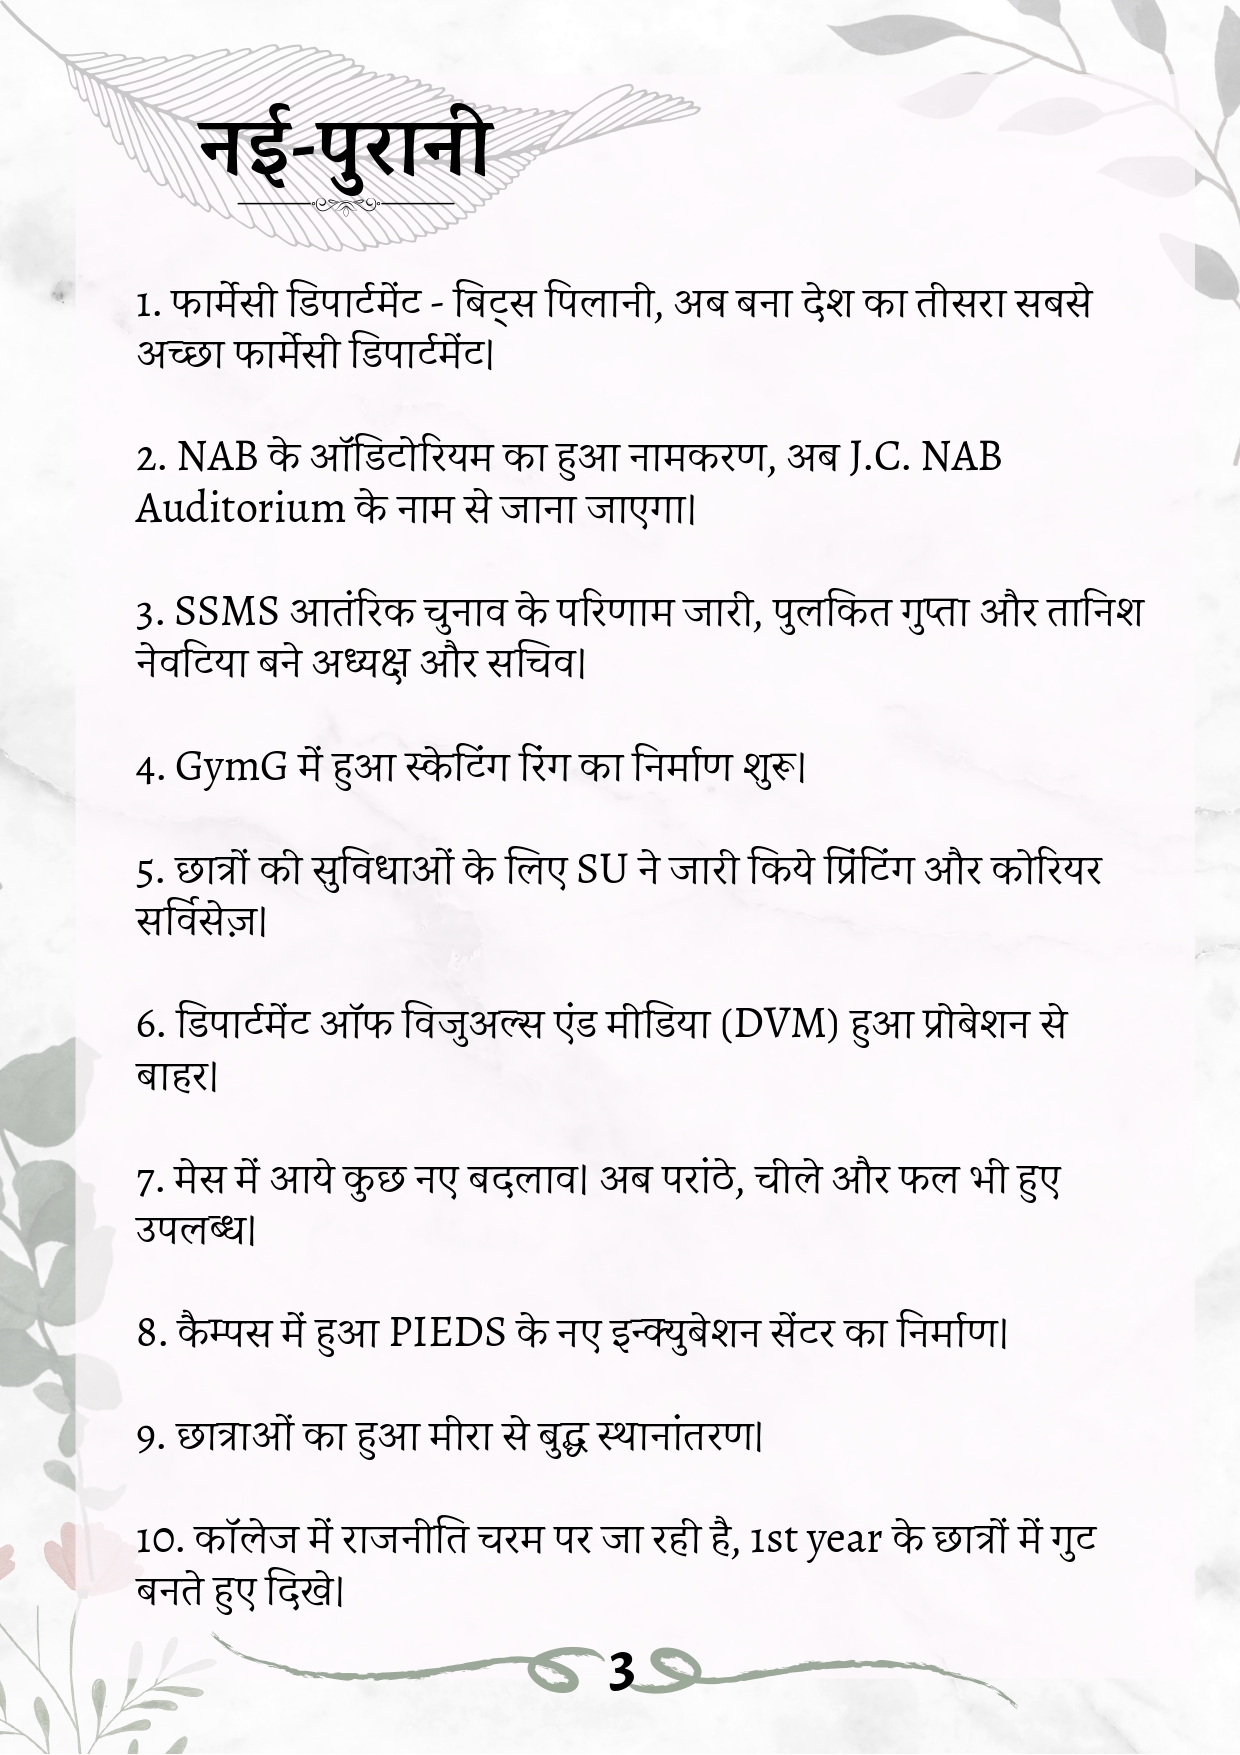 नई-पुरानी
1. फार्मेसी डिपार्टमेंट - बिट्स पिलानी, अब बना देश का तीसरा सबसे
अच्छा फार्मेसी डिपार्टमेंट|
2. NAB के ऑडिटोरियम का हुआ नामकरण, अब J.C. NAB
Auditorium के नाम से जाना जाएगा|
3. SSMS आतंरिक चुनाव के परिणाम जारी, पुलकित गुप्ता और तानिश
नेवटिया बने अध्यक्ष और सचिव|
4. GymG में हुआ स्केटिंग रिंग का निर्माण शुरू|
5. छात्रों की सुविधाओं के लिए SU ने जारी किये प्रिंटिंग और कोरियर
सर्विसेज़|
6. डिपार्टमेंट ऑफ विजुअल्स एंड मीडिया (DVM) हुआ प्रोबेशन से
बाहर|
7. मेस में आये कुछ नए बदलाव| अब परांठे, चीले और फल भी हुए
उपलब्ध|
8. कैम्पस में हुआ PIEDS के नए इन्क्युबेशन सेंटर का निर्माण|
9. छात्राओं का हुआ मीरा से बुद्ध स्थानांतरण|
10. कॉलेज में राजनीति चरम पर जा रही है, 1st year के छात्रों में गुट
बनते हुए दिखे|
3